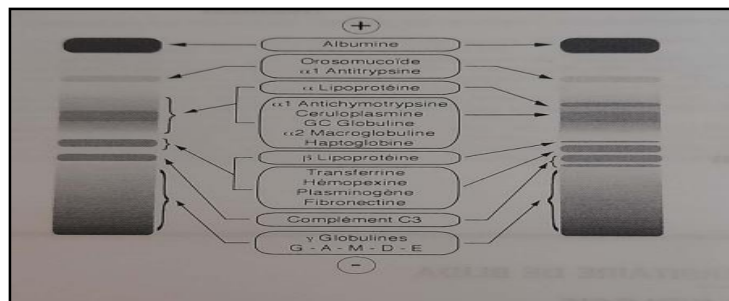 +
Albumine
Orosomucoïde
α1 Antitrypsine
α Lipoprotéine
α1 Antichymotrypsine
Ceruloplasmine
GC Globuline
α2 Macroglobuline
Haptoglobine
β Lipoprotéine
Transferrine
Hémopexine
Plasminogène
Fibronectine
Complément C3
γ Globulines
G - A - M - D - E
-